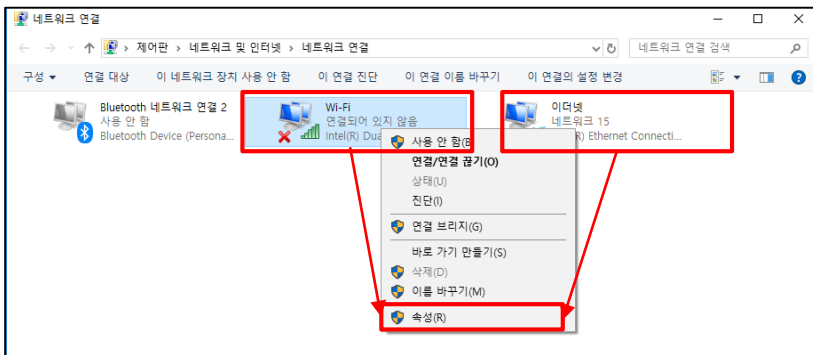 네트워크 연결
제어판 › 네트워크 및 인터넷 › 네트워크 연결
네트워크 연결 검색
구성 연결 대상 이 네트워크 장치 사용 안 함 이 연결 진단 이 연결 이름 바꾸기 이 연결의 설정 변경
Bluetooth 네트워크 연결 2
사용 안 함
Bluetooth Device (Persona...
Wi-Fi
연결되어 있지 않음
Intel(R)
이더넷
네트워크 15
Ethernet Connecti...
사용 안 함(B
연결/연결 끊기(O)
상태(U)
진단(I)
연결 브리지(G)
바로 가기 만들기(S)
삭제(D)
이름 바꾸기(M)
속성(R)